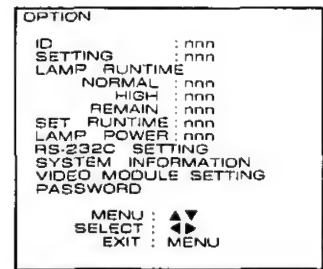 OPTION
ID : nnn
SETTING : nnn
LAMP RUNTIME
NORMAL : nnn
HIGH : nnn
REMAIN : nnn
SET RUNTIME : nnn
LAMP POWER : nnn
RS-232C SETTING
SYSTEM INFORMATION
VIDEO MODULE SETTING
PASSWORD
MENU : ▲▼
SELECT : ◀▶
EXIT : MENU